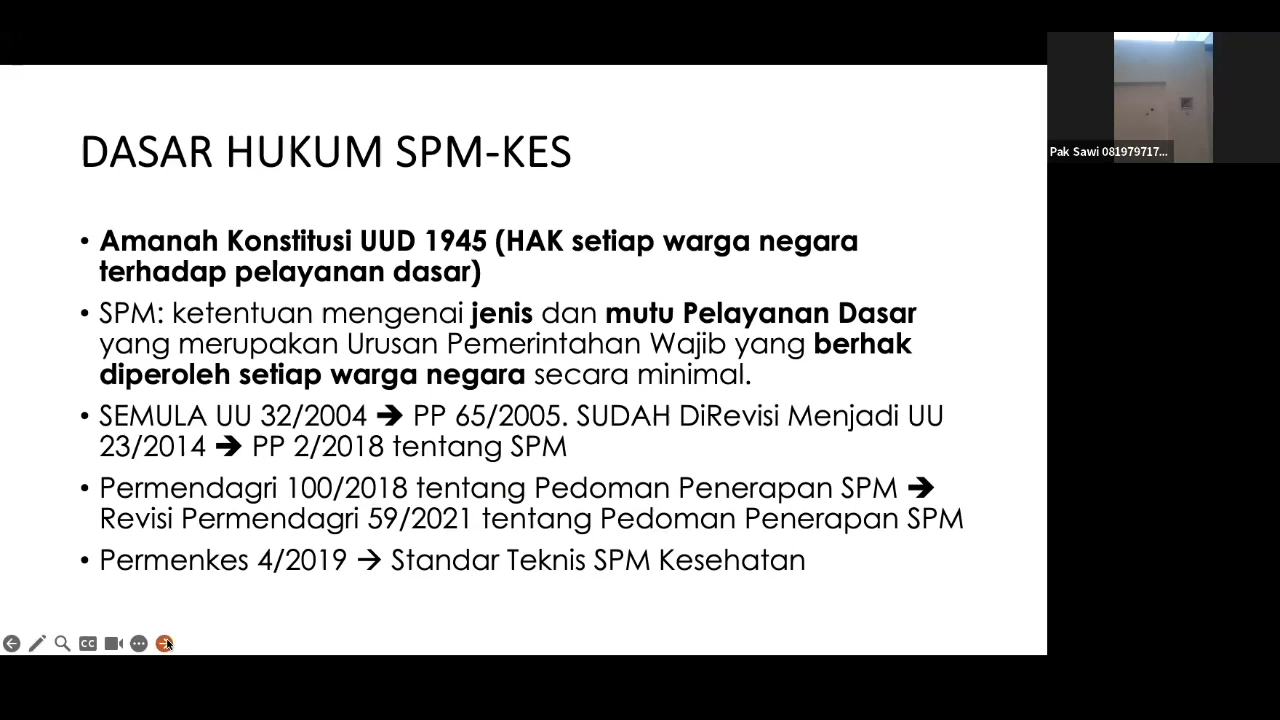 DASAR HUKUM SPM-KES
• Amanah Konstitusi UUD 1945 (HAK setiap warga negara
terhadap pelayanan dasar)
• SPM: ketentuan mengenai jenis dan mutu Pelayanan Dasar
yang merupakan Urusan Pemerintahan Wajib yang berhak
diperoleh setiap warga negara secara minimal.
• SEMULA UU 32/2004 ➔ PP 65/2005. SUDAH DiRevisi Menjadi UU
23/2014 ➔ PP 2/2018 tentang SPM
• Permendagri 100/2018 tentang Pedoman Penerapan SPM ➔
Revisi Permendagri 59/2021 tentang Pedoman Penerapan SPM
• Permenkes 4/2019 → Standar Teknis SPM Kesehatan
Pak Sawi 081979717...
CC